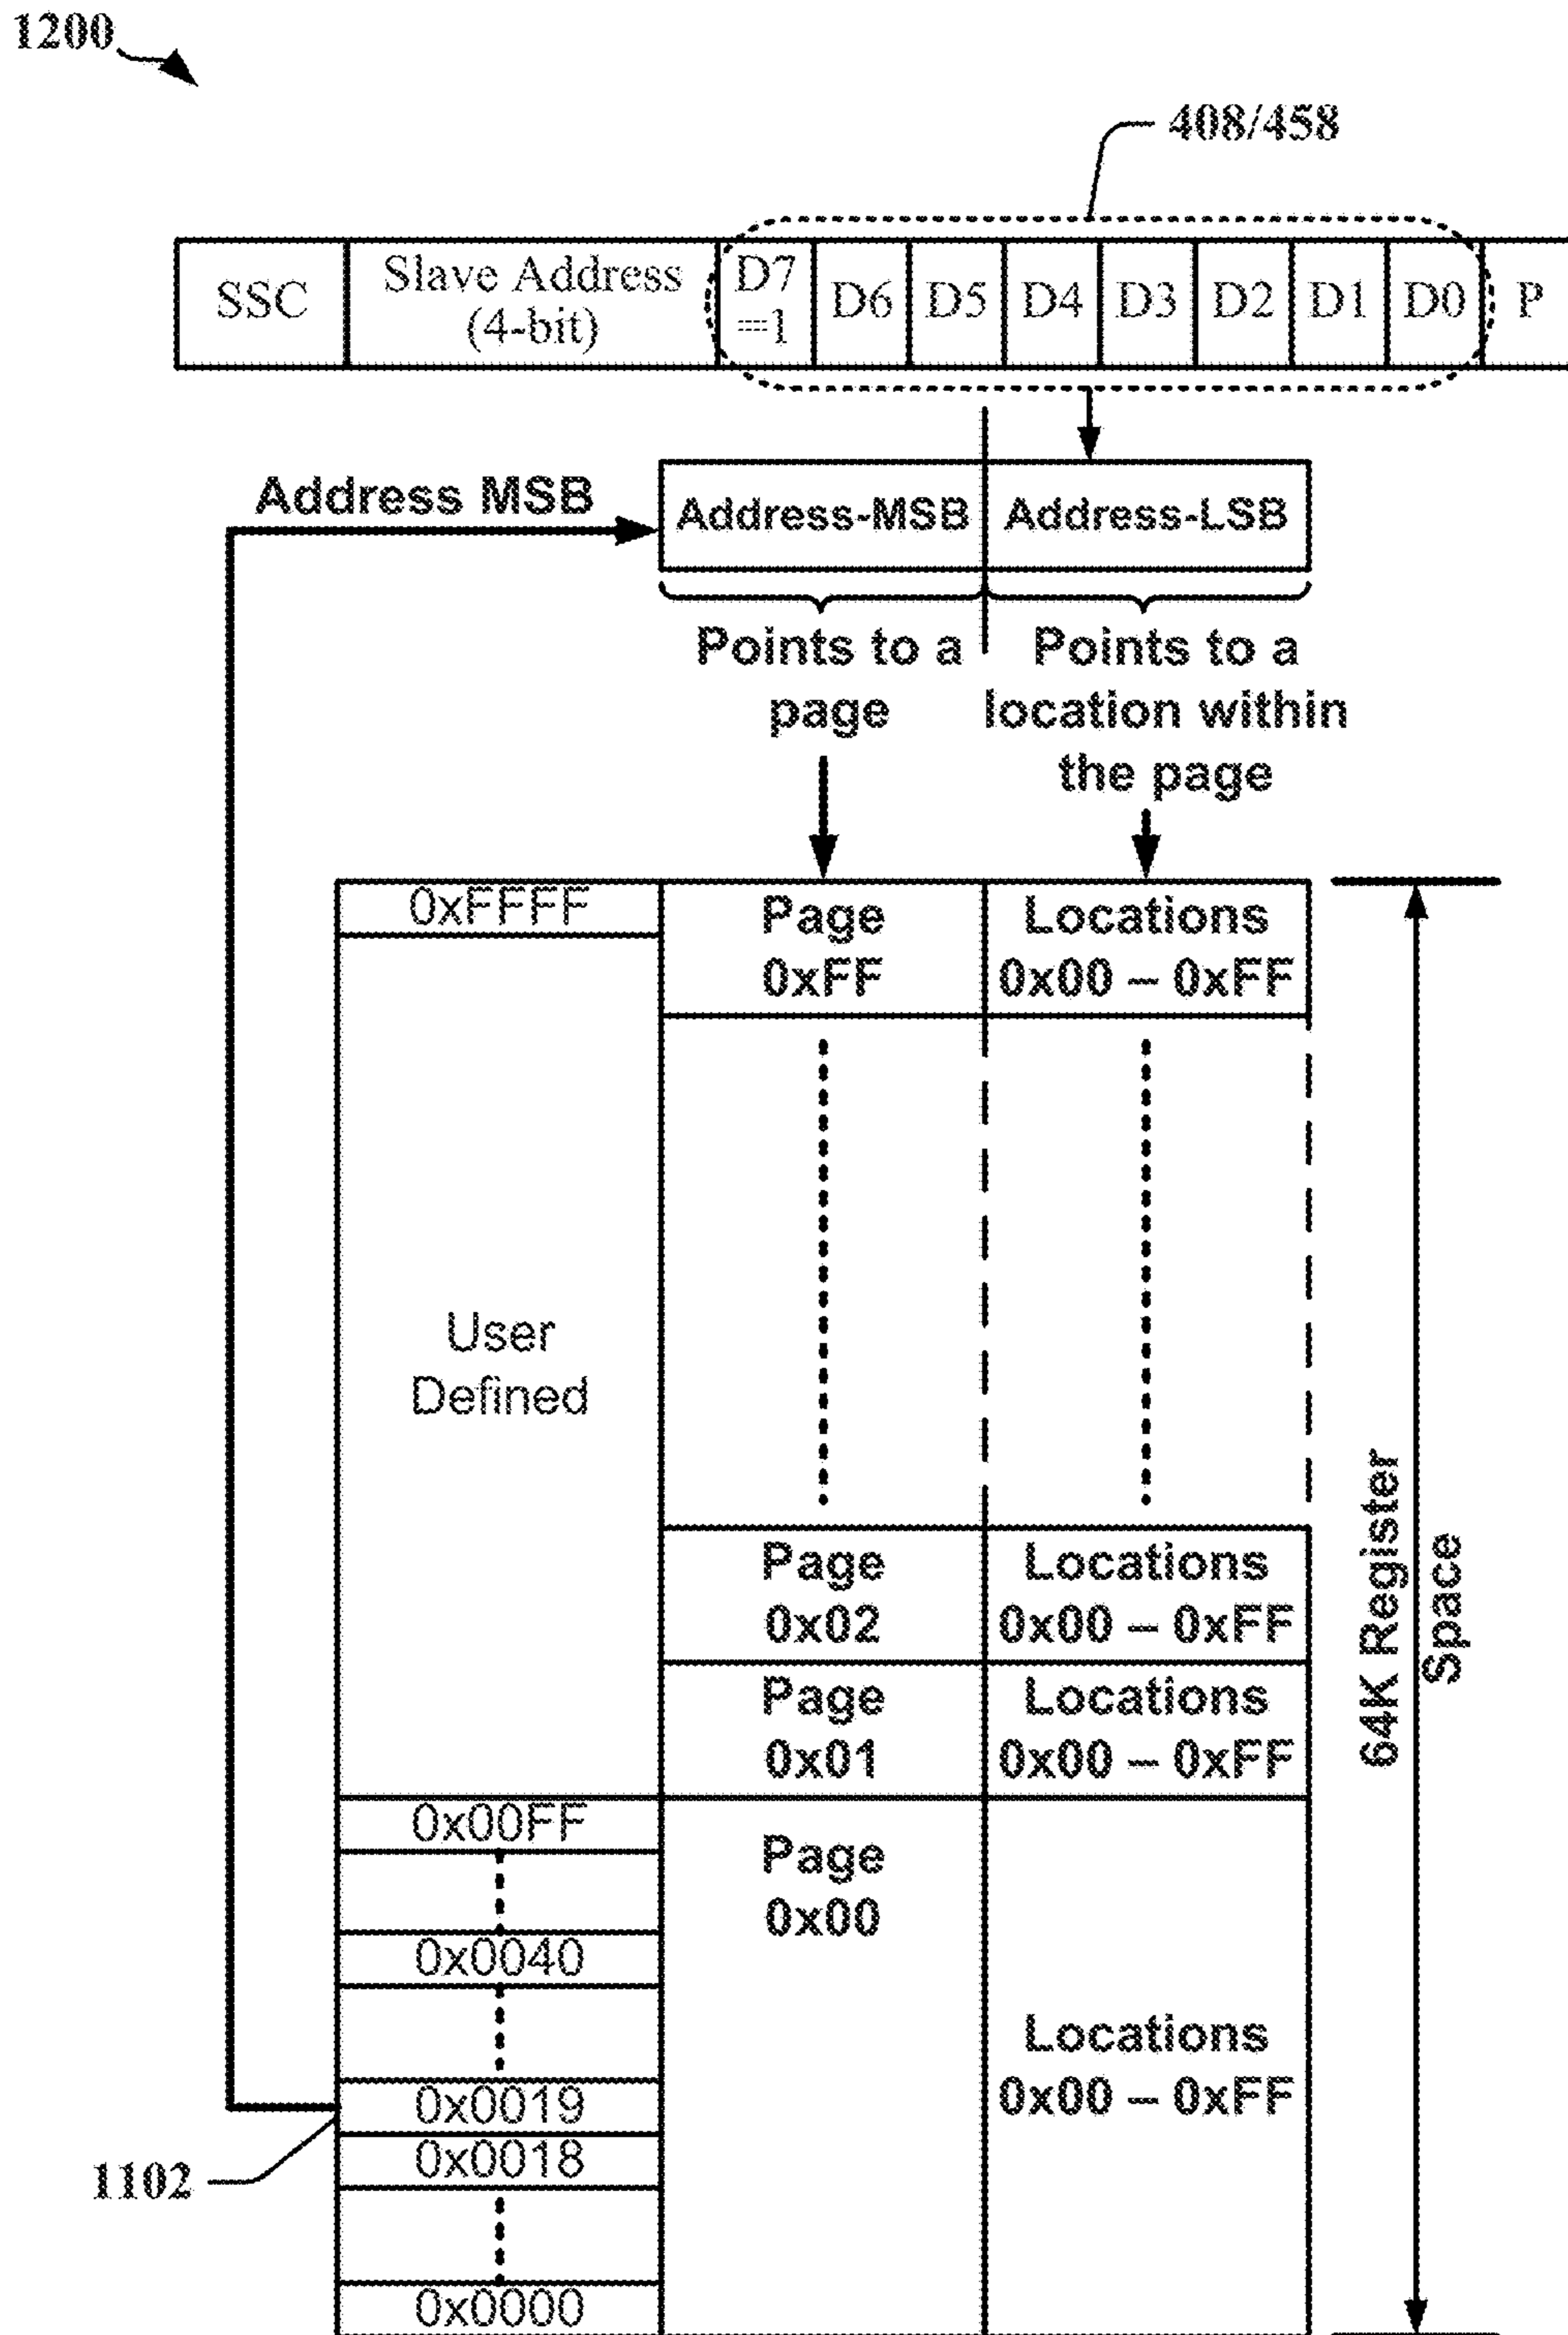 1200
408/458
SSC
Slave Address
(4-bit)
D7
=1
D6
D5
D4
D3
D2
D1
D0
P
Address MSB
Address-MSB
Address-LSB
Points to a
page
Points to a
location within
the page
0xFFFF
Page
0xFF
Locations
0x00 – 0xFF
User
Defined
Page
0x02
Locations
0x00 – 0xFF
Page
0x01
Locations
0x00 – 0xFF
64K Register
Space
0x00FF
Page
0x00
0x0040
Locations
0x00 – 0xFF
0x0019
0x0018
1102
0x0000